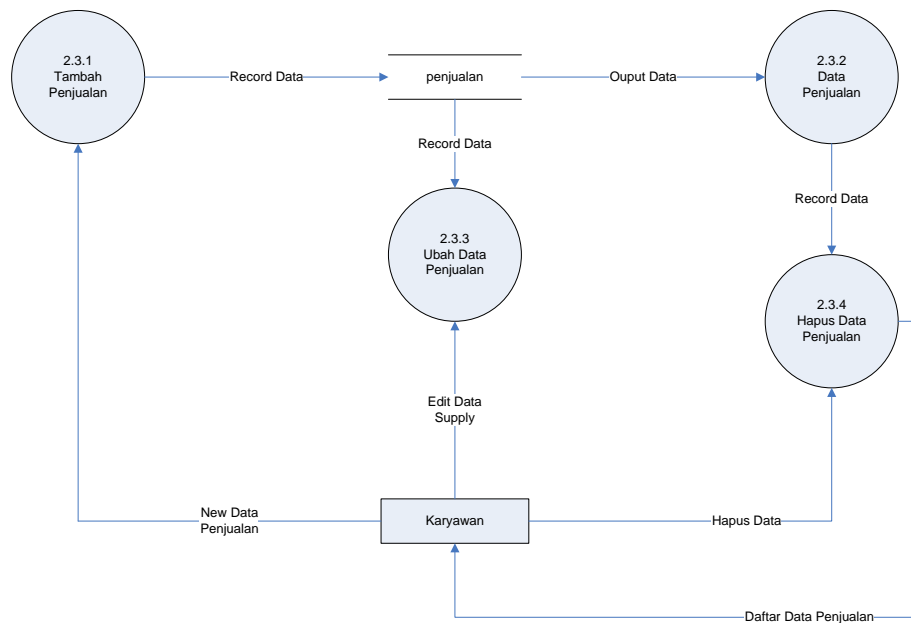 2.3.1
Tambah
Penjualan
Record Data
penjualan
Ouput Data
2.3.2
Data
Penjualan
Record Data
Record Data
2.3.3
Ubah Data
Penjualan
2.3.4
Hapus Data
Penjualan
Edit Data
Supply
New Data
Penjualan
Karyawan
Hapus Data
Daftar Data Penjualan